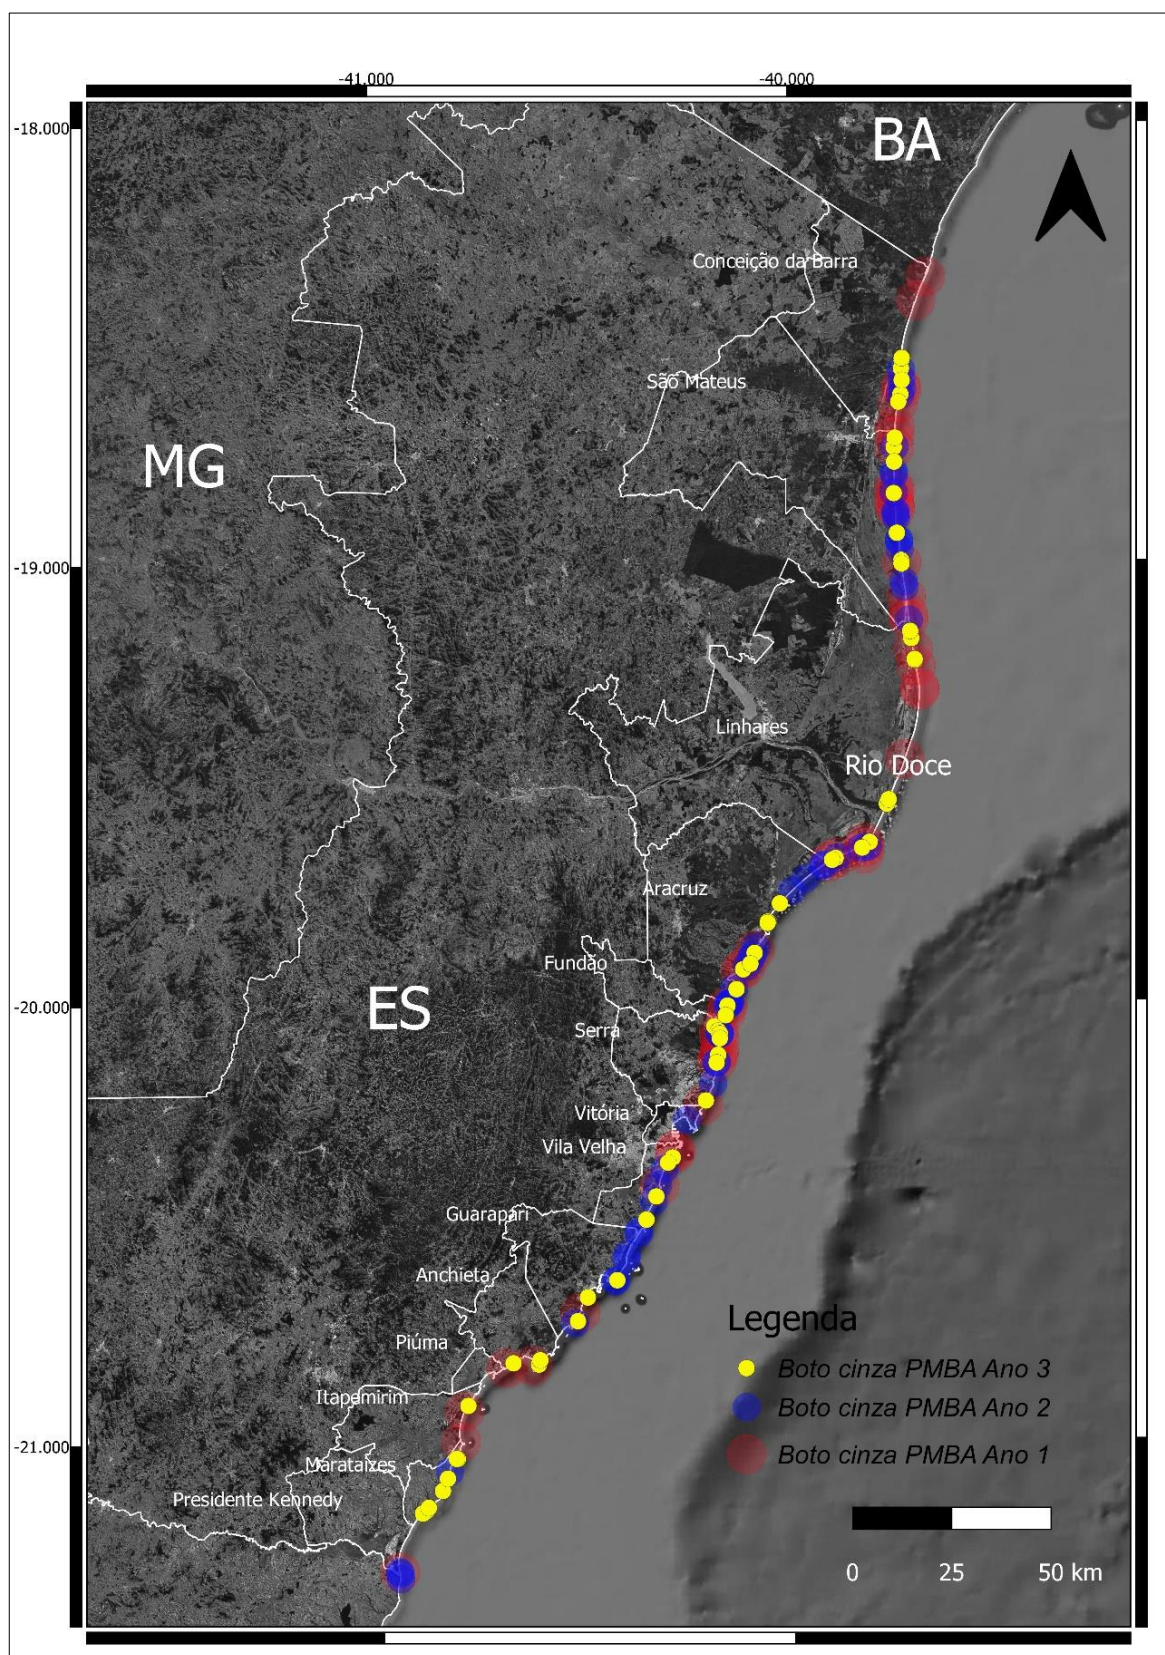 -41.000
-40.000
-18.000
BA
Conceição da Barra
São Mateus
MG
-19.000
Linhares
Rio Doce
Aracruz
Fundão
ES
-20.000
Serra
Vitória
Vila Velha
Guarapari
Anchieta
Legenda
Piúma
Boto cinza PMBA Ano 3
Itapemirim
Boto cinza PMBA Ano 2
-21.000
Boto cinza PMBA Ano 1
Marataízes
Presidente Kennedy
0 25 50 km